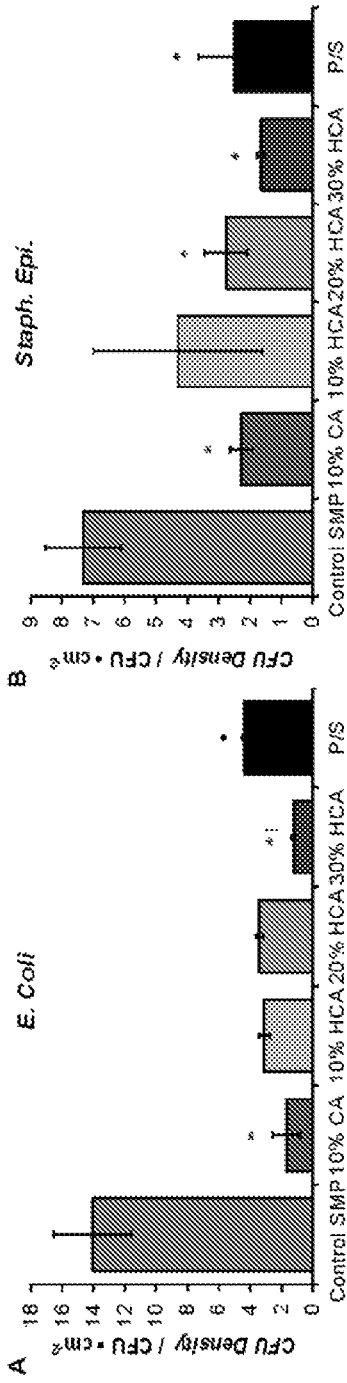 A
E. Coli
CFU Density / CFU • cm²
18
16
14
12
10
8
6
4
2
0
Control SMP 10% CA 10% HCA 20% HCA 30% HCA P/S
B
Staph. Epi.
CFU Density / CFU • cm²
9
8
7
6
5
4
3
2
1
0
Control SMP 10% CA 10% HCA 20% HCA 30% HCA P/S